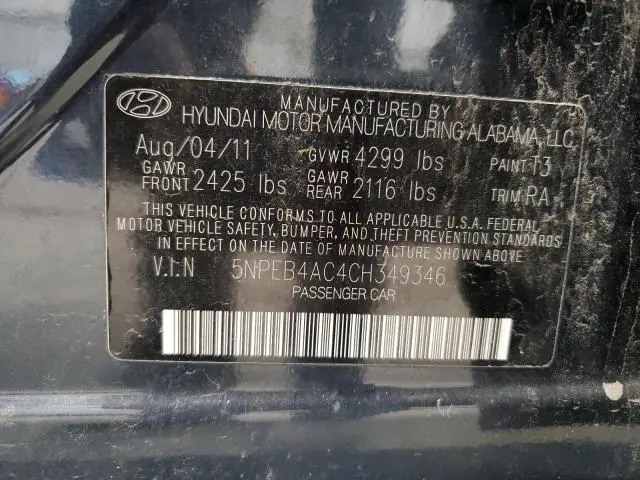 MANUFACTURED BY
HYUNDAI MOTOR MANUFACTURING ALABAMA, LLC
Aug/04/11 GVWR 4299 lbs PAINT T3
GAWR FRONT 2425 lbs GAWR REAR 2116 lbs TRIM RA
THIS VEHICLE CONFORMS TO ALL APPLICABLE U.S.A. FEDERAL
MOTOR VEHICLE SAFETY, BUMPER, AND THEFT PREVENTION STANDARDS
IN EFFECT ON THE DATE OF MANUFACTURE SHOWN ABOVE.
V.I.N 5NPEB4AC4CH349346
PASSENGER CAR